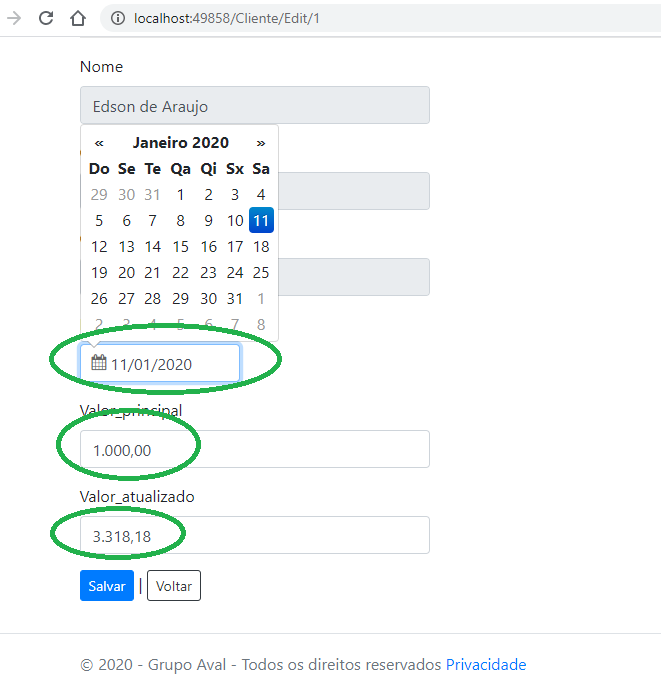 localhost:49858/Cliente/Edit/1
Nome
Edson de Araujo
« Janeiro 2020 »
Do Se Te Qa Qi Sx Sa
29 30 31 1 2 3 4
5 6 7 8 9 10 11
12 13 14 15 16 17 18
19 20 21 22 23 24 25
26 27 28 29 30 31 1
2 3 4 5 6 7 8
11/01/2020
Valor_principal
1.000,00
Valor_atualizado
3.318,18
Salvar | Voltar
© 2020 - Grupo Aval - Todos os direitos reservados Privacidade